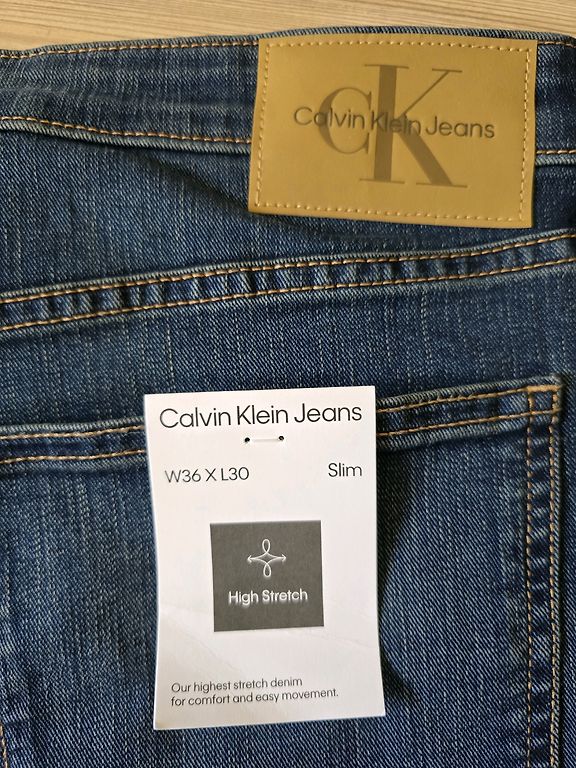 CK
Calvin Klein Jeans
Calvin Klein Jeans
W36 X L30 Slim
High Stretch
Our highest stretch denim
for comfort and easy movement.